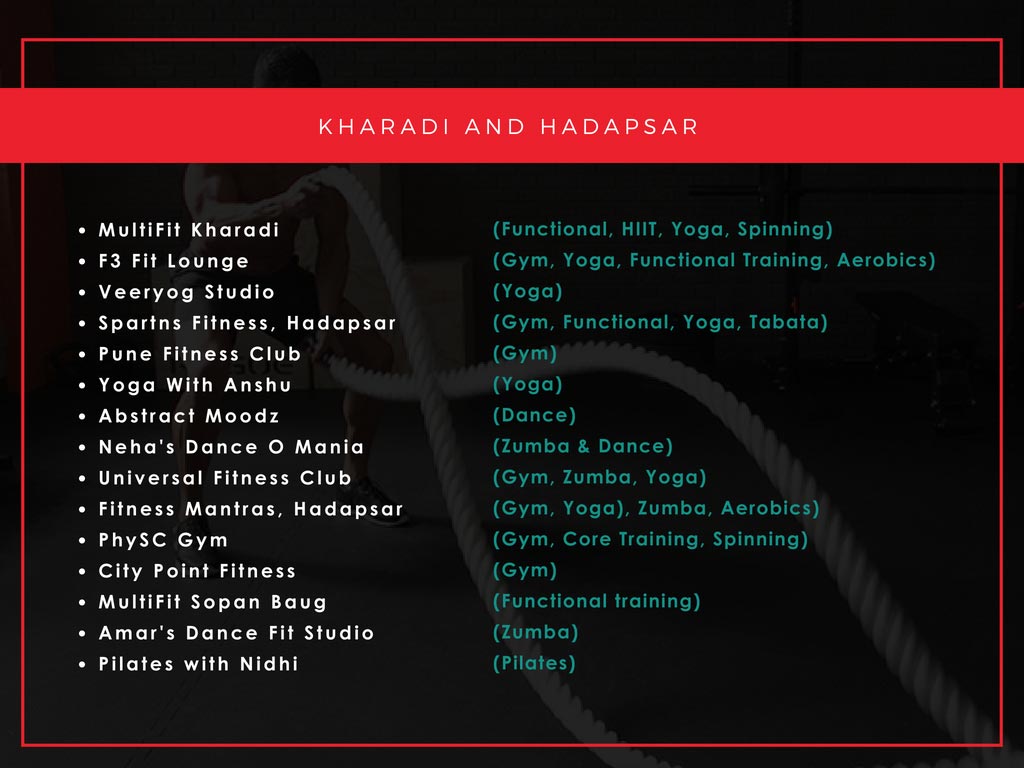 KHARADI AND HADAPSAR
• MultiFit Kharadi (Functional, HIIT, Yoga, Spinning)
• F3 Fit Lounge (Gym, Yoga, Functional Training, Aerobics)
• Veeryog Studio (Yoga)
• Spartns Fitness, Hadapsar (Gym, Functional, Yoga, Tabata)
• Pune Fitness Club (Gym)
• Yoga With Anshu (Yoga)
• Abstract Moodz (Dance)
• Neha's Dance O Mania (Zumba & Dance)
• Universal Fitness Club (Gym, Zumba, Yoga)
• Fitness Mantras, Hadapsar (Gym, Yoga), Zumba, Aerobics)
• PhySC Gym (Gym, Core Training, Spinning)
• City Point Fitness (Gym)
• MultiFit Sopan Baug (Functional training)
• Amar's Dance Fit Studio (Zumba)
• Pilates with Nidhi (Pilates)